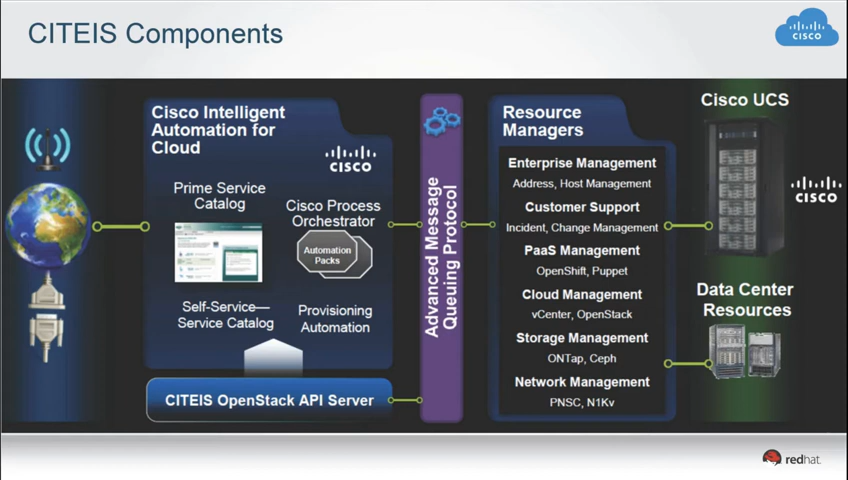 CITEIS Components
CISCO
Cisco Intelligent
Automation for
Cloud
CISCO
Prime Service
Catalog
Cisco Process
Orchestrator
Automation
Packs
Self-Service—
Service Catalog
Provisioning
Automation
CITEIS OpenStack API Server
Advanced Message
Queuing Protocol
Resource
Managers
Enterprise Management
Address, Host Management
Customer Support
Incident, Change Management
PaaS Management
OpenShift, Puppet
Cloud Management
vCenter, OpenStack
Storage Management
ONTap, Ceph
Network Management
PNSC, N1Kv
Cisco UCS
CISCO
Data Center
Resources
redhat.